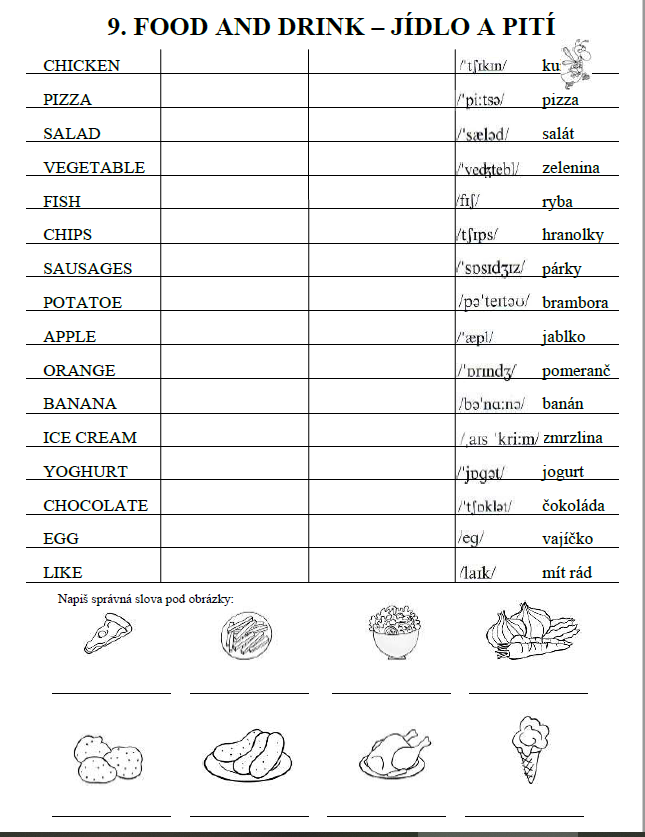 9. FOOD AND DRINK – JÍDLO A PITÍ
CHICKEN /ˈtʃɪkɪn/
PIZZA /ˈpiːtsə/ pizza
SALAD /ˈsæləd/ salát
VEGETABLE /ˈvedʒtebl/ zelenina
FISH /fɪʃ/ ryba
CHIPS /tʃɪps/ hranolky
SAUSAGES /ˈsɒsɪdʒɪz/ párky
POTATOE /pəˈteɪtəʊ/ brambora
APPLE /ˈæpl/ jablko
ORANGE /ˈɒrɪndʒ/ pomeranč
BANANA /bəˈnɑːnə/ banán
ICE CREAM /ˌaɪs ˈkriːm/ zmrzlina
YOGHURT /ˈjɒgət/ jogurt
CHOCOLATE /ˈtʃɒklət/ čokoláda
EGG /eg/ vajíčko
LIKE /laɪk/ mít rád
Napiš správná slova pod obrázky: